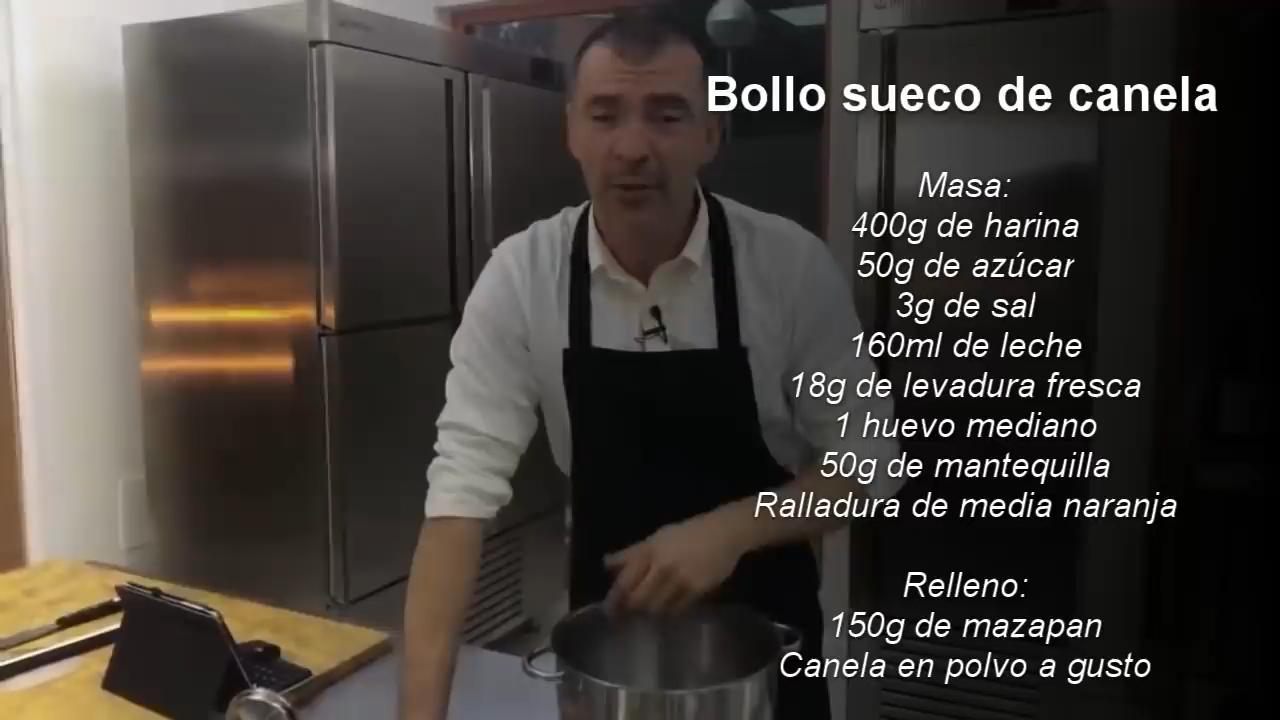 Bollo sueco de canela
Masa:
400g de harina
50g de azúcar
3g de sal
160ml de leche
18g de levadura fresca
1 huevo mediano
50g de mantequilla
Ralladura de media naranja
Relleno:
150g de mazapan
Canela en polvo a gusto